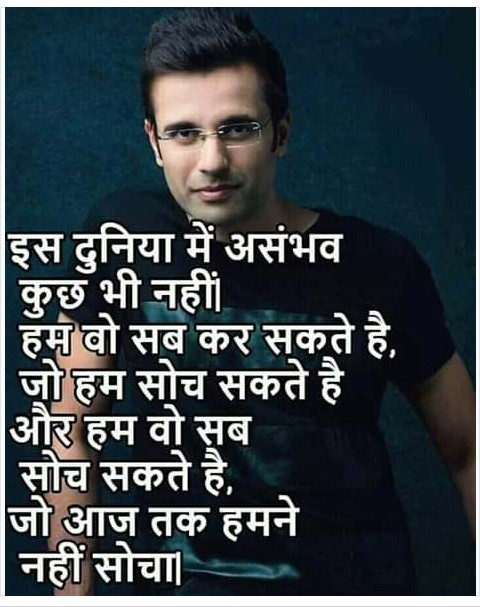 इस दुनिया में असंभव
कुछ भी नहीं|
हम वो सब कर सकते है,
जो हम सोच सकते है
और हम वो सब
सोच सकते है,
जो आज तक हमने
नहीं सोचा|